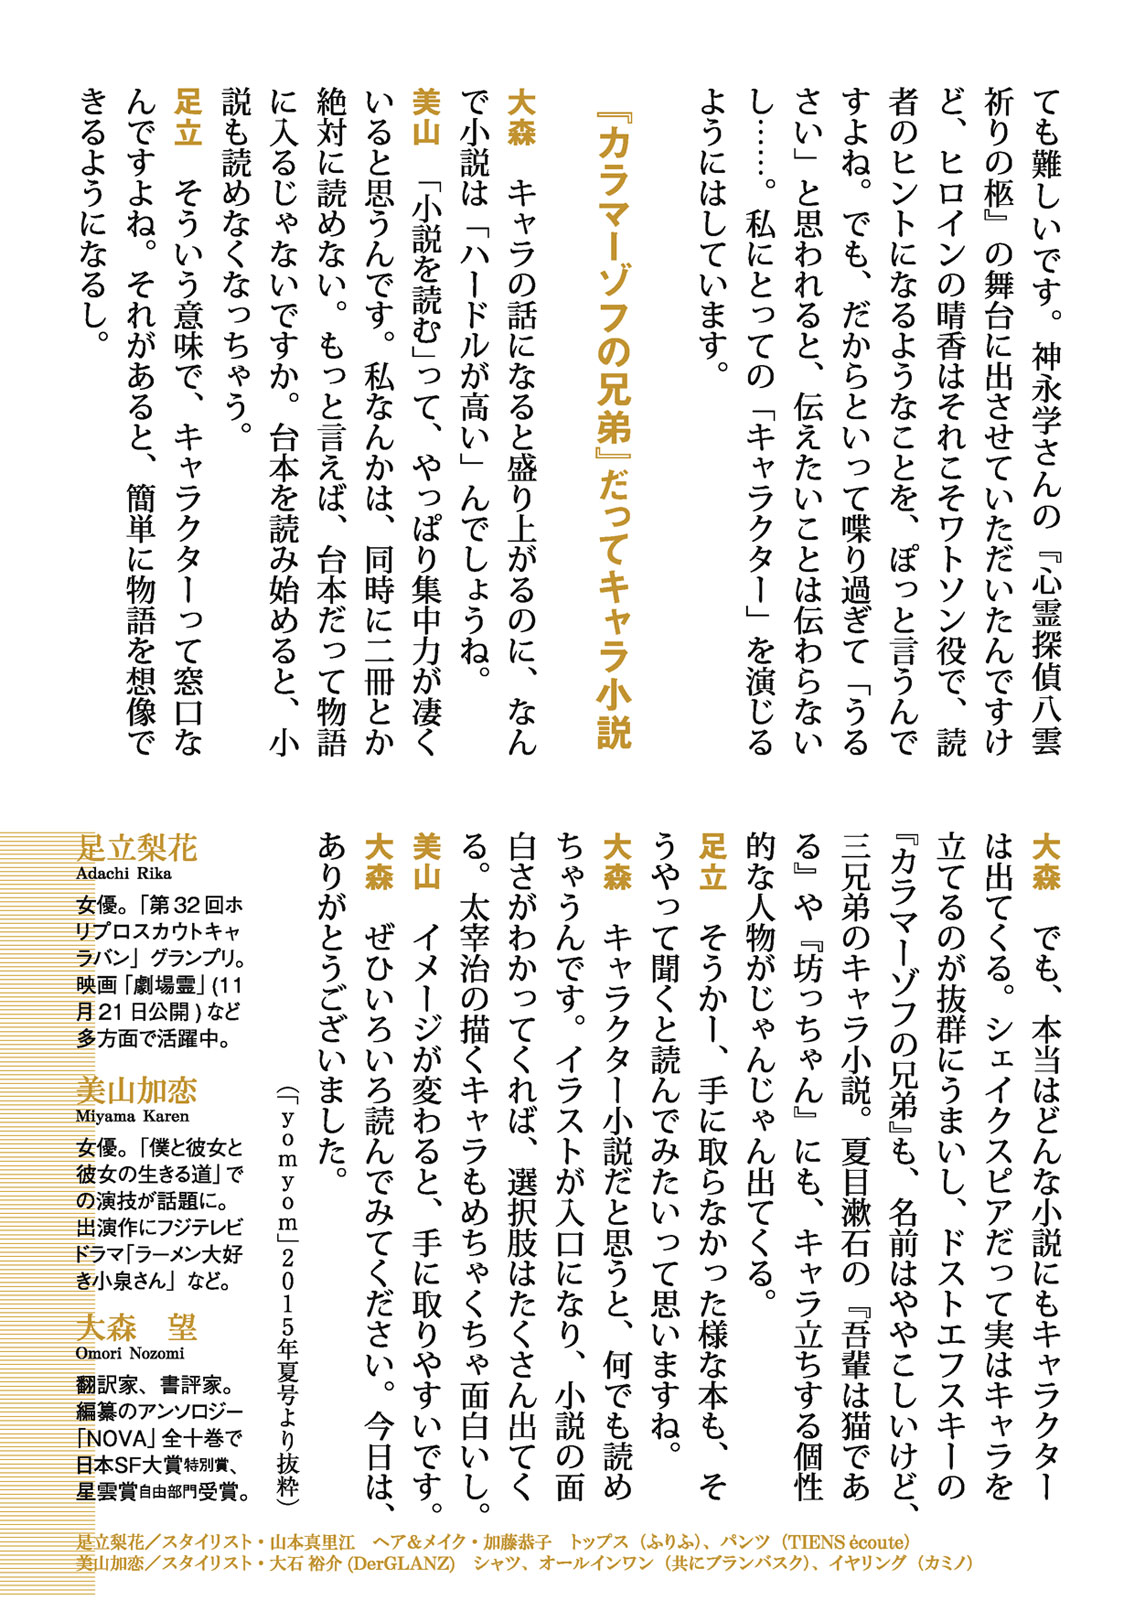 ても難しいです。神永学さんの『心霊探偵八雲
祈りの柩』の舞台に出させていただいたんですけ
ど、ヒロインの晴香はそれこそワトソン役で、読
者のヒントになるようなことを、ぽっと言うんで
すよね。でも、だからといって喋り過ぎて「うる
さい」と思われると、伝えたいことは伝わらない
し……。私にとっての「キャラクター」を演じる
ようにはしています。
『カラマーゾフの兄弟』だってキャラ小説
大森　キャラの話になると盛り上がるのに、なん
で小説は「ハードルが高い」んでしょうね。
美山　「小説を読む」って、やっぱり集中力が凄く
いると思うんです。私なんかは、同時に二冊とか
絶対に読めない。もっと言えば、台本だって物語
に入るじゃないですか。台本を読み始めると、小
説も読めなくなっちゃう。
足立　そういう意味で、キャラクターって窓口な
んですよね。それがあると、簡単に物語を想像で
きるようになるし。
大森　でも、本当はどんな小説にもキャラクター
は出てくる。シェイクスピアだって実はキャラを
立てるのが抜群にうまいし、ドストエフスキーの
『カラマーゾフの兄弟』も、名前はややこしいけど、
三兄弟のキャラ小説。夏目漱石の『吾輩は猫であ
る』や『坊っちゃん』にも、キャラ立ちする個性
的な人物がじゃんじゃん出てくる。
足立　そうかー、手に取らなかった様な本も、そ
うやって聞くと読んでみたいって思いますね。
大森　キャラクター小説だと思うと、何でも読め
ちゃうんです。イラストが入口になり、小説の面
白さがわかってくれば、選択肢はたくさん出てく
る。太宰治の描くキャラもめちゃくちゃ面白いし。
美山　イメージが変わると、手に取りやすいです。
大森　ぜひいろいろ読んでみてください。今日は、
ありがとうございました。
（「yomyom」2015年夏号より抜粋）
足立梨花
Adachi Rika
女優。「第32回ホ
リプロスカウトキャ
ラバン」グランプリ。
映画「劇場霊」(11
月21日公開)など
多方面で活躍中。
美山加恋
Miyama Karen
女優。「僕と彼女と
彼女の生きる道」で
の演技が話題に。
出演作にフジテレビ
ドラマ「ラーメン大好
き小泉さん」など。
大森　望
Omori Nozomi
翻訳家、書評家。
編纂のアンソロジー
「NOVA」全十巻で
日本SF大賞特別賞、
星雲賞自由部門受賞。
足立梨花／スタイリスト・山本真里江　ヘア＆メイク・加藤恭子　トップス（ふりふ）、パンツ（TIENS écoute）
美山加恋／スタイリスト・大石 裕介 (DerGLANZ)　シャツ、オールインワン（共にブランバスク）、イヤリング（カミノ）